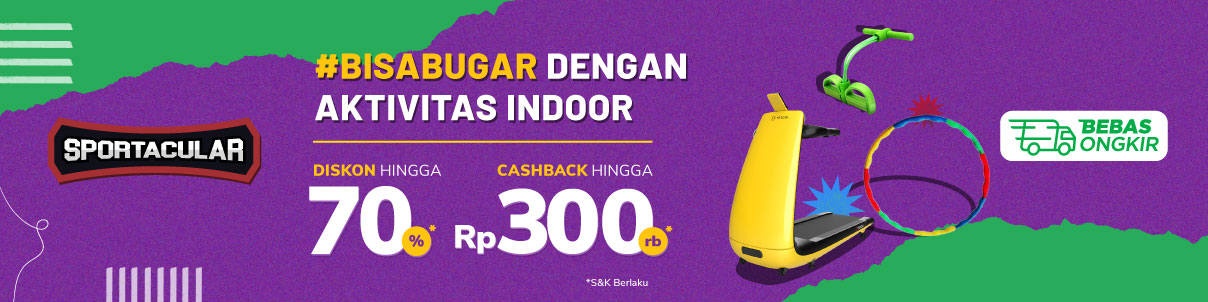 SPORTACULAR
#BISABUGAR DENGAN
AKTIVITAS INDOOR
DISKON HINGGA
70%*
CASHBACK HINGGA
Rp300rb*
*S&K Berlaku
BEBAS
ONGKIR